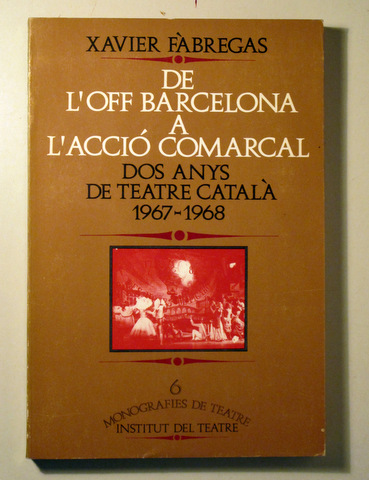 XAVIER FÀBREGAS
DE
L'OFF BARCELONA
A
L'ACCIÓ COMARCAL
DOS ANYS
DE TEATRE CATALÀ
1967-1968
6
MONOGRAFIES DE TEATRE
INSTITUT DEL TEATRE